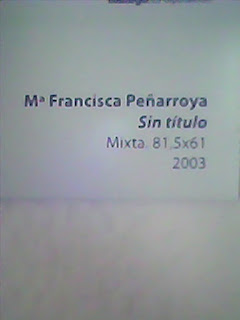 Mª Francisca Peñarroya
Sin título
Mixta. 81,5x61
2003